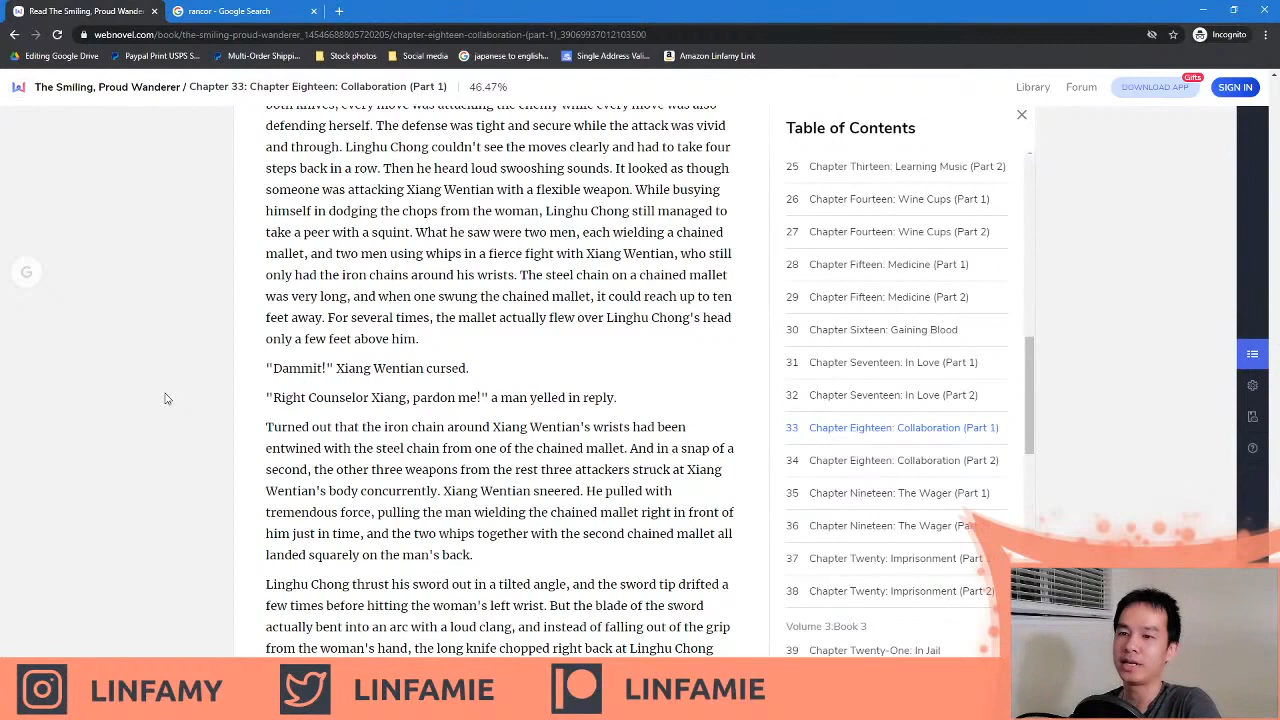 Read The Smiling, Proud Wande
rancor - Google Search
Incognito
webnovel.com/book/the-smiling-proud-wanderer_14546688805720205/chapter-eighteen-collaboration-(part-1)_39069937012103500
Editing Google Drive
Paypal Print USPS S...
Multi-Order Shippi...
Stock photos
Social media
japanese to english...
Single Address Vali...
Amazon Linfamy Link
The Smiling, Proud Wanderer / Chapter 33: Chapter Eighteen: Collaboration (Part 1)
46.47%
Library
Forum
DOWNLOAD APP
Gifts
SIGN IN
both knives, every move was attacking the enemy while every move was also
defending herself. The defense was tight and secure while the attack was vivid
and through. Linghu Chong couldn't see the moves clearly and had to take four
steps back in a row. Then he heard loud swooshing sounds. It looked as though
someone was attacking Xiang Wentian with a flexible weapon. While busying
himself in dodging the chops from the woman, Linghu Chong still managed to
take a peer with a squint. What he saw were two men, each wielding a chained
mallet, and two men using whips in a fierce fight with Xiang Wentian, who still
only had the iron chains around his wrists. The steel chain on a chained mallet
was very long, and when one swung the chained mallet, it could reach up to ten
feet away. For several times, the mallet actually flew over Linghu Chong's head
only a few feet above him.
"Dammit!" Xiang Wentian cursed.
"Right Counselor Xiang, pardon me!" a man yelled in reply.
Turned out that the iron chain around Xiang Wentian's wrists had been
entwined with the steel chain from one of the chained mallet. And in a snap of a
second, the other three weapons from the rest three attackers struck at Xiang
Wentian's body concurrently. Xiang Wentian sneered. He pulled with
tremendous force, pulling the man wielding the chained mallet right in front of
him just in time, and the two whips together with the second chained mallet all
landed squarely on the man's back.
Linghu Chong thrust his sword out in a tilted angle, and the sword tip drifted a
few times before hitting the woman's left wrist. But the blade of the sword
actually bent into an arc with a loud clang, and instead of falling out of the grip
from the woman's hand, the long knife chopped right back at Linghu Chong
Table of Contents
25 Chapter Thirteen: Learning Music (Part 2)
26 Chapter Fourteen: Wine Cups (Part 1)
27 Chapter Fourteen: Wine Cups (Part 2)
28 Chapter Fifteen: Medicine (Part 1)
29 Chapter Fifteen: Medicine (Part 2)
30 Chapter Sixteen: Gaining Blood
31 Chapter Seventeen: In Love (Part 1)
32 Chapter Seventeen: In Love (Part 2)
33 Chapter Eighteen: Collaboration (Part 1)
34 Chapter Eighteen: Collaboration (Part 2)
35 Chapter Nineteen: The Wager (Part 1)
36 Chapter Nineteen: The Wager (Par
37 Chapter Twenty: Imprisonment (Part
38 Chapter Twenty: Imprisonment (Part 2)
Volume 3:Book 3
39 Chapter Twenty-One: In Jail
LINFAMY
LINFAMIE
LINFAMIE